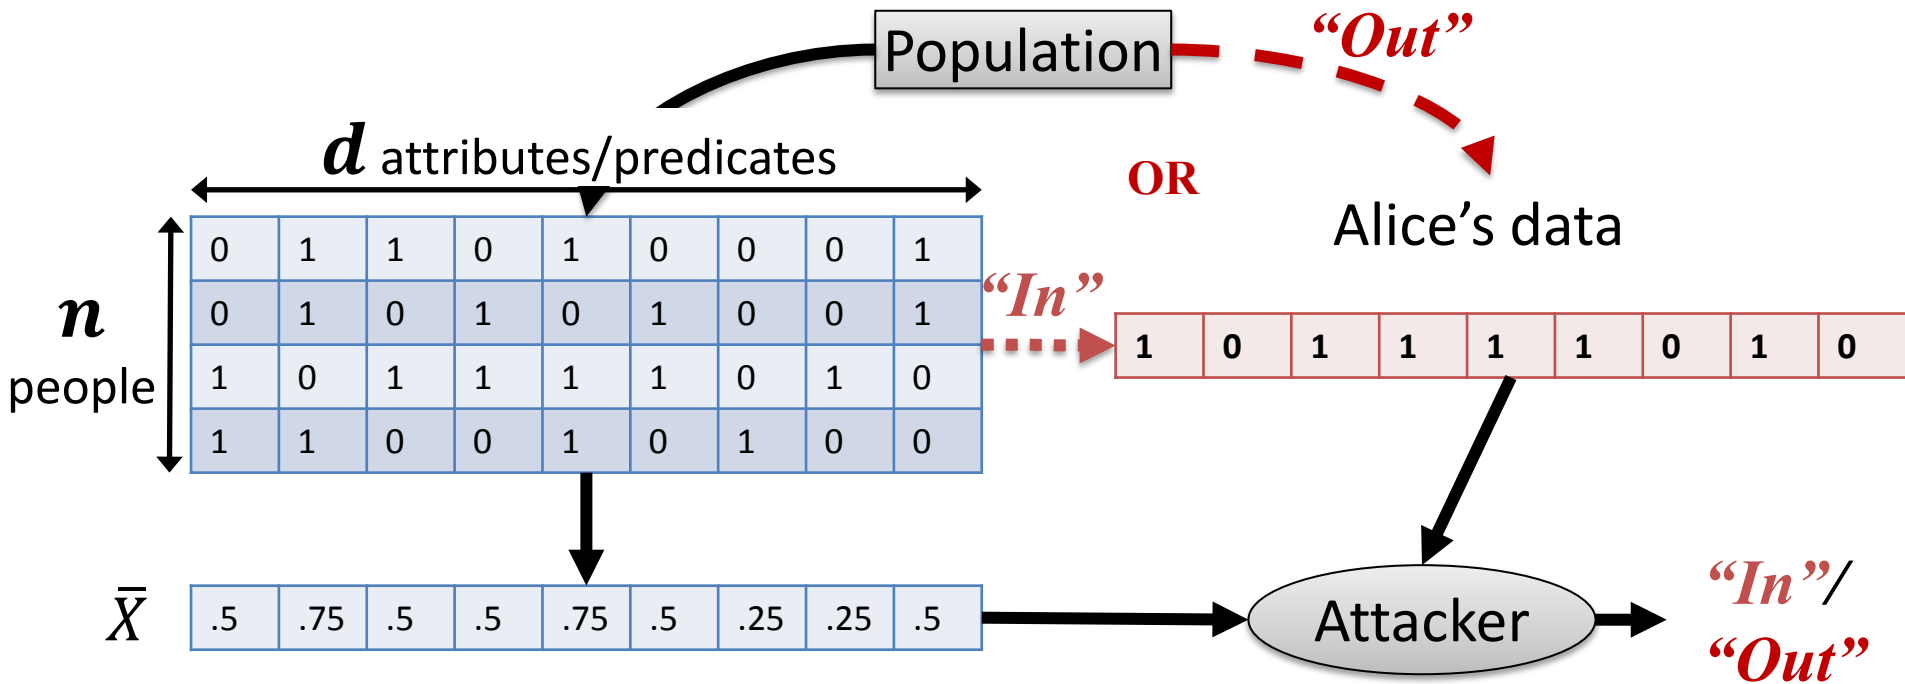 Population
“Out”
d attributes/predicates
OR
Alice’s data
n
people
0 1 1 0 1 0 0 0 1
0 1 0 1 0 1 0 0 1
1 0 1 1 1 1 0 1 0
1 1 0 0 1 0 1 0 0
“In”
1 0 1 1 1 1 0 1 0
X̄ .5 .75 .5 .5 .75 .5 .25 .25 .5
Attacker
“In”/
“Out”